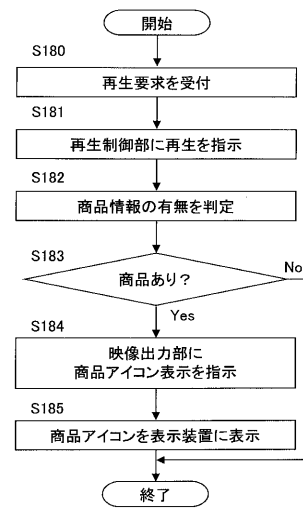 開始
S180
再生要求を受付
S181
再生制御部に再生を指示
S182
商品情報の有無を判定
S183
商品あり?
No
Yes
S184
映像出力部に
商品アイコン表示を指示
S185
商品アイコンを表示装置に表示
終了